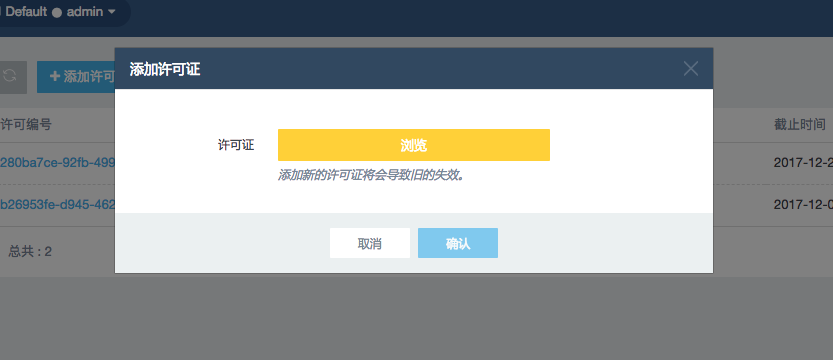 Default ● admin
添加许可证
添加许可
许可编号
截止时间
许可证
浏览
280ba7ce-92fb-499
2017-12-2
添加新的许可证将会导致旧的失效。
b26953fe-d945-462
2017-12-0
取消
确认
总共 : 2